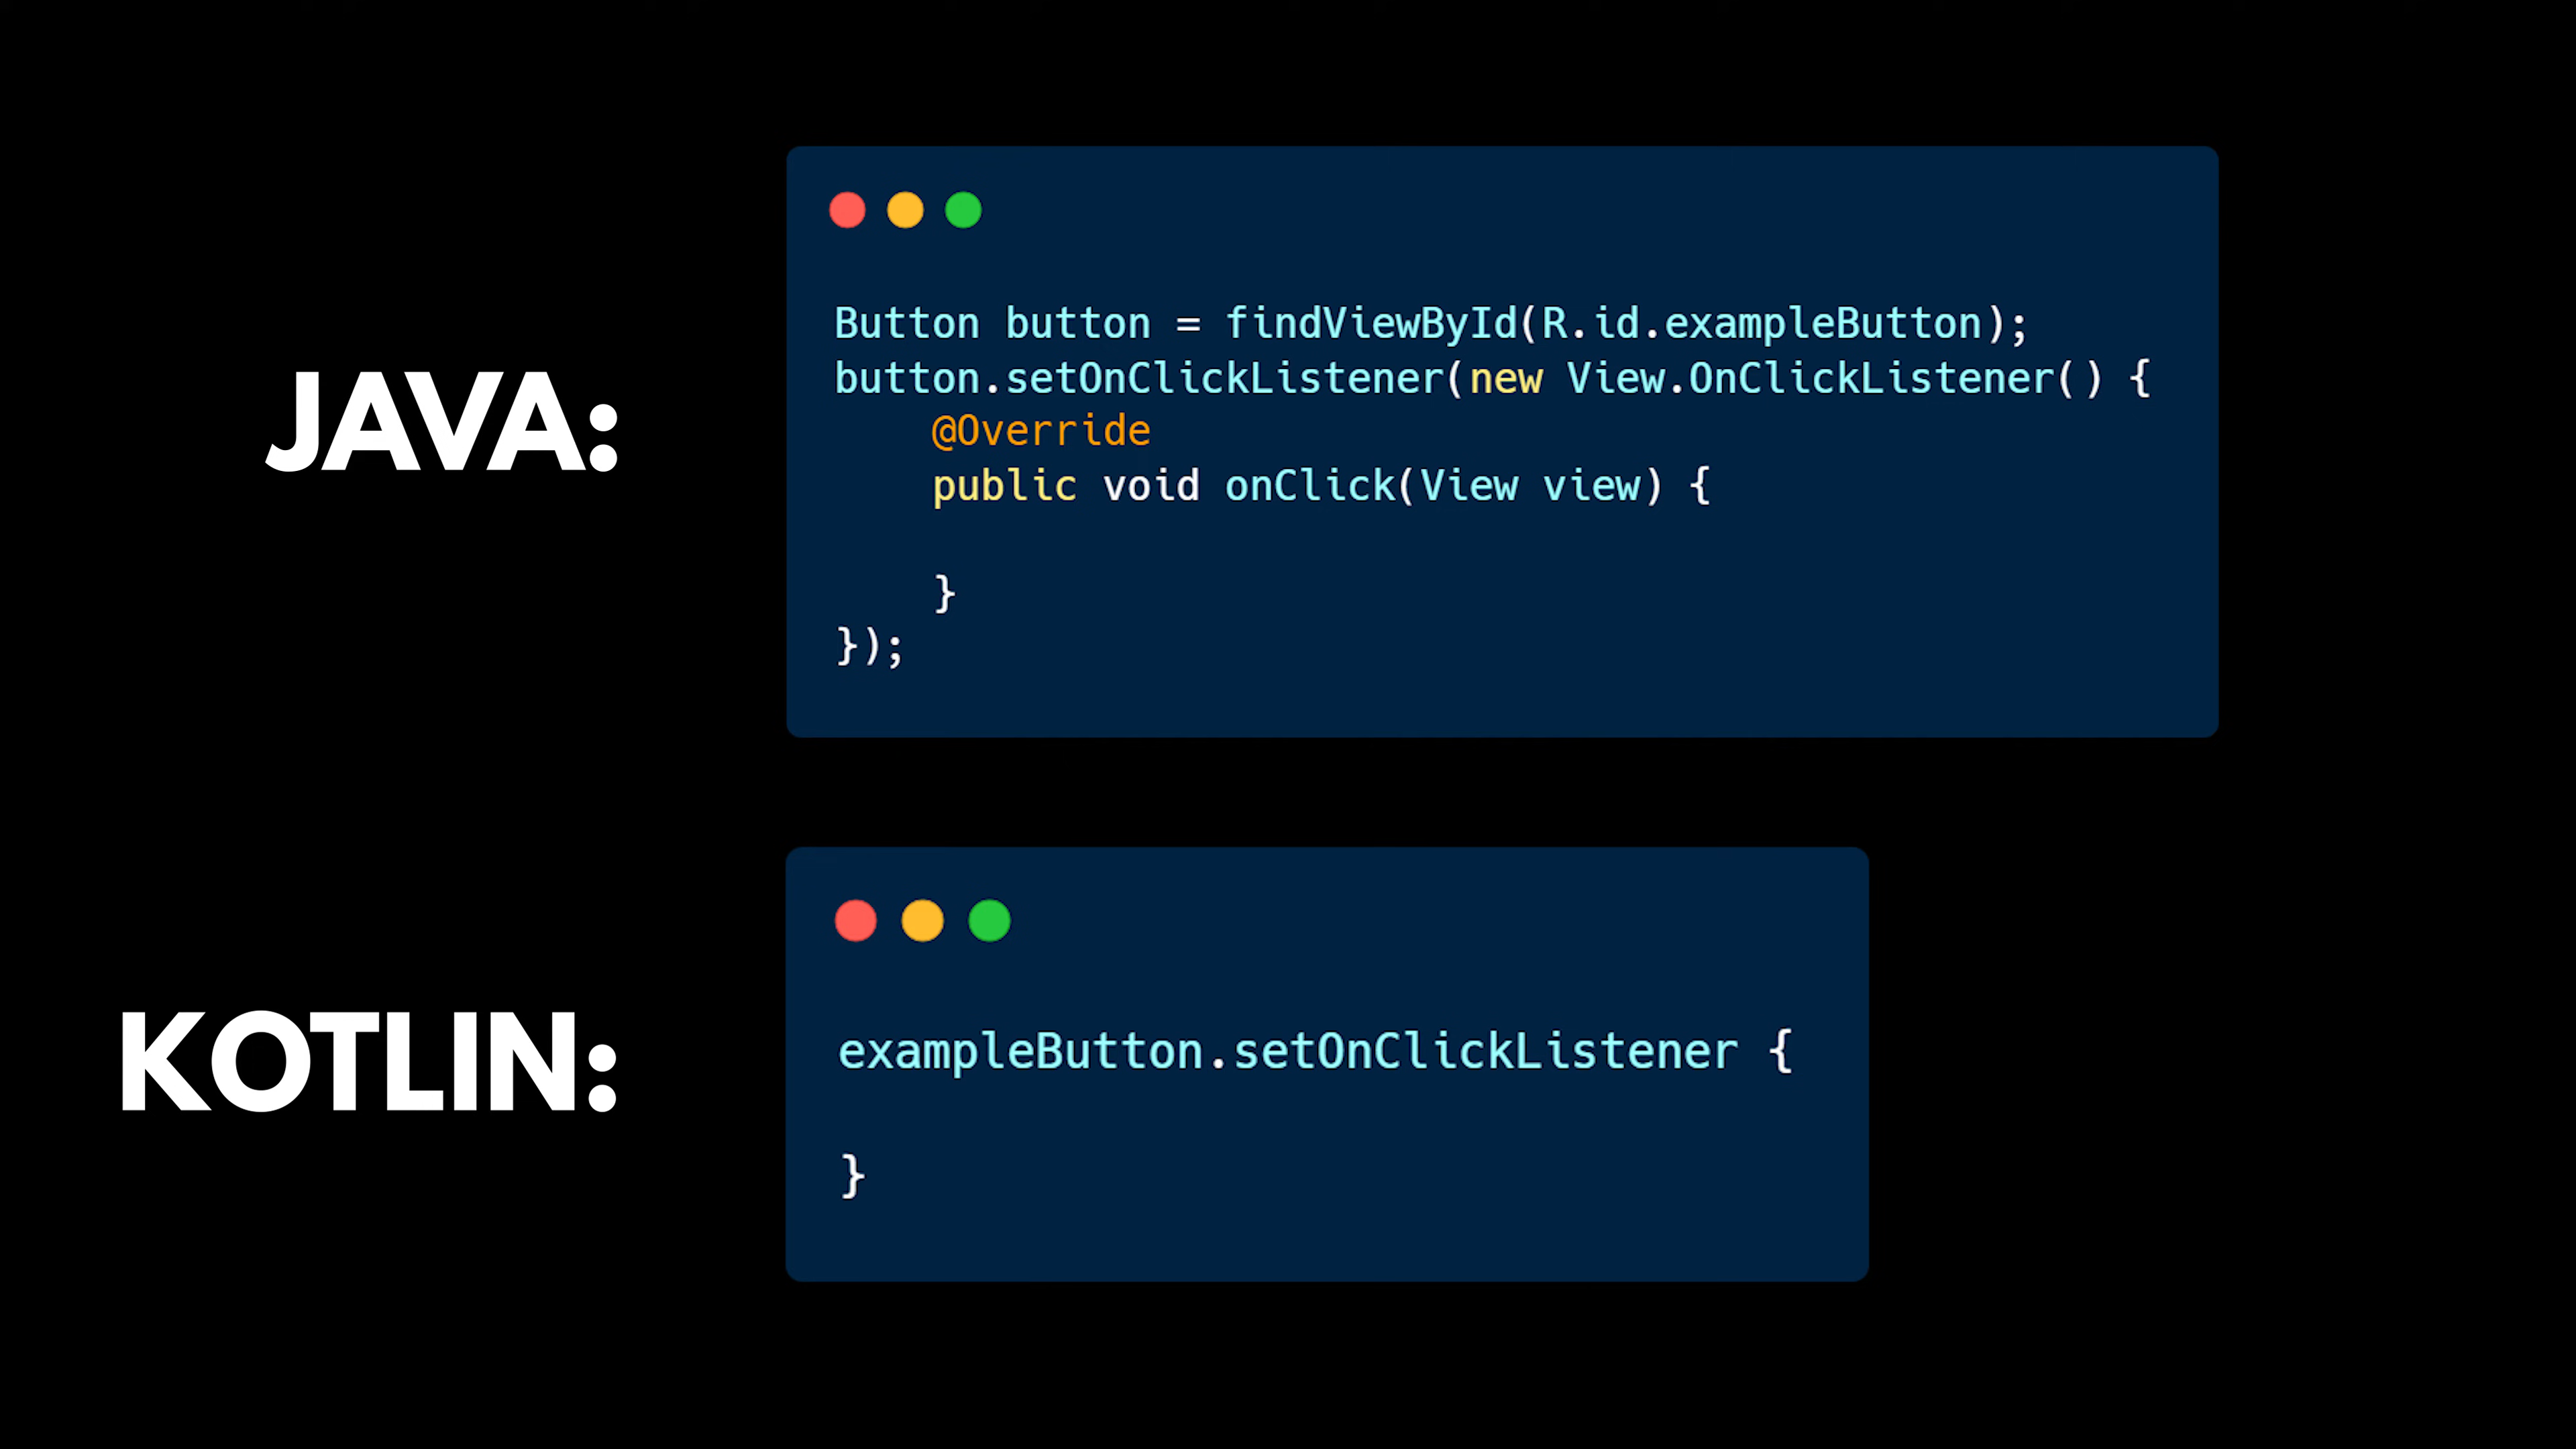 JAVA:
Button button = findViewById(R.id.exampleButton);
button.setOnClickListener(new View.OnClickListener() {
    @Override
    public void onClick(View view) {

    }
});
KOTLIN:
exampleButton.setOnClickListener {

}